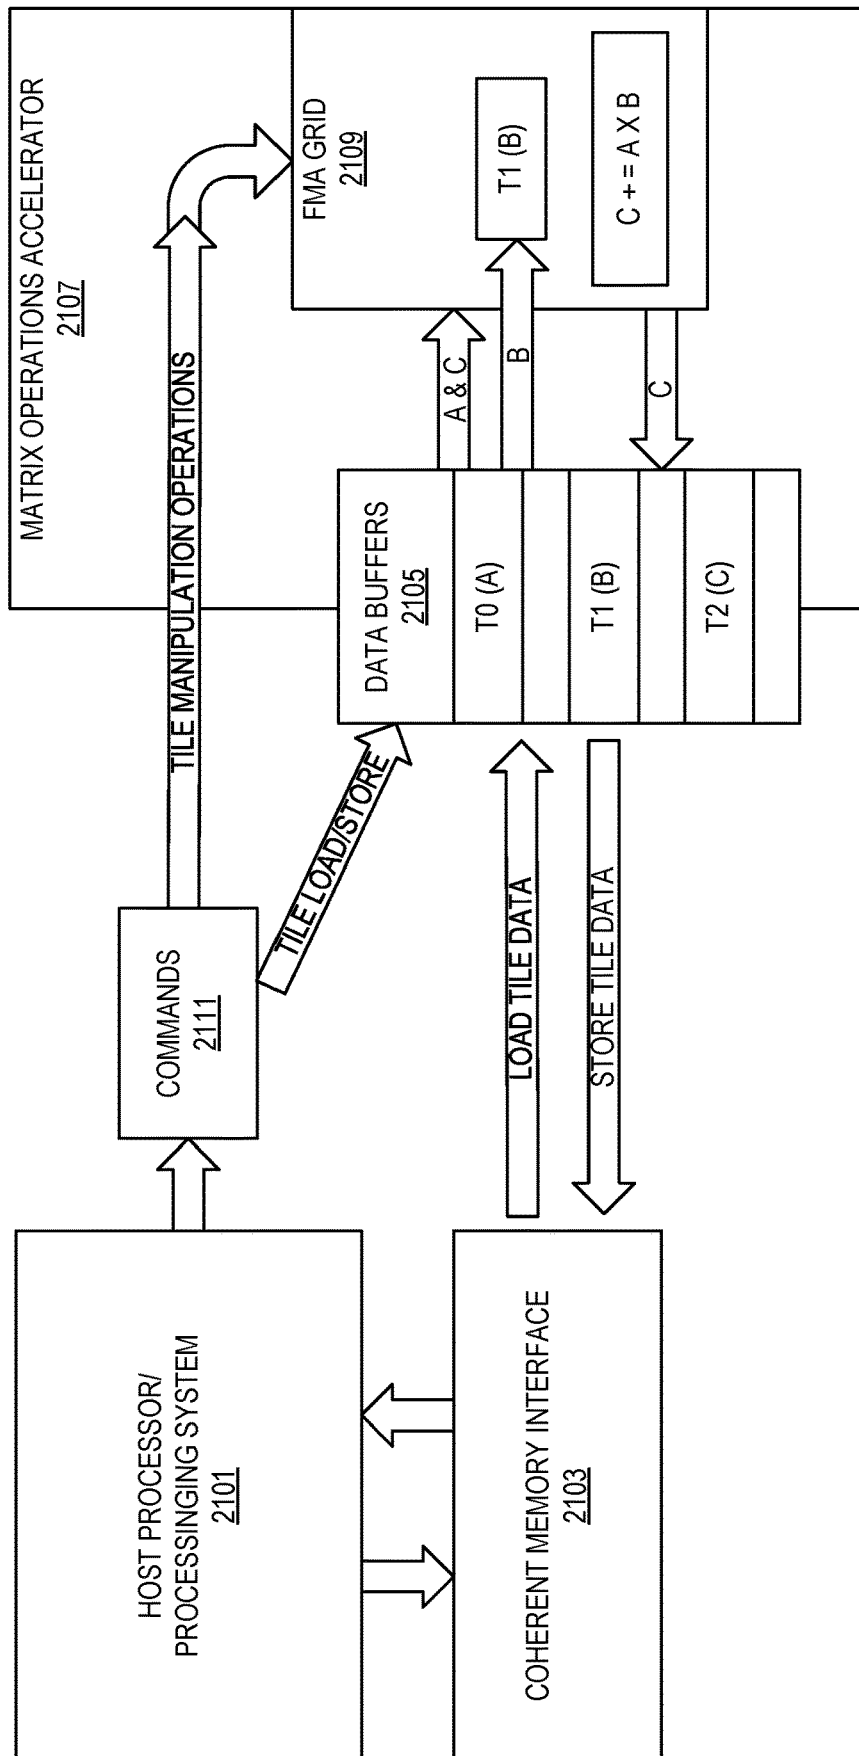 HOST PROCESSOR/
PROCESSINGING SYSTEM
2101
COHERENT MEMORY INTERFACE
2103
COMMANDS
2111
TILE MANIPULATION OPERATIONS
TILE LOAD/STORE
LOAD TILE DATA
STORE TILE DATA
MATRIX OPERATIONS ACCELERATOR
2107
DATA BUFFERS
2105
T0 (A)
T1 (B)
T2 (C)
A & C
B
C
FMA GRID
2109
T1 (B)
C + = A X B